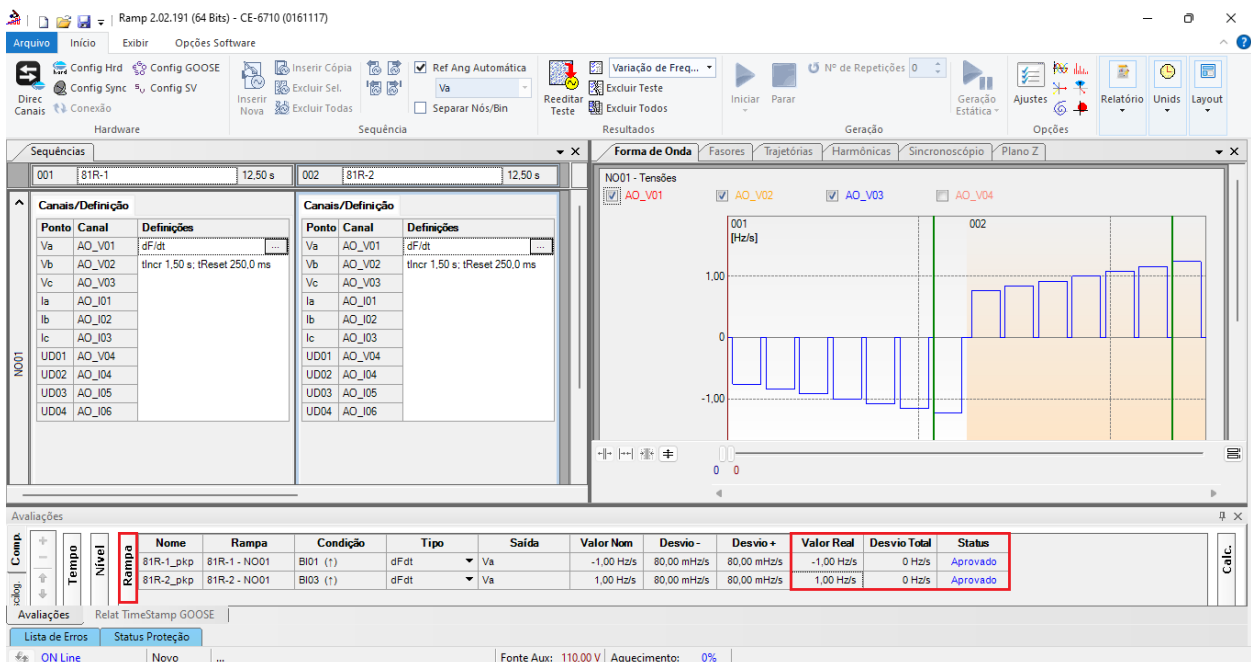 Ramp 2.02.191 (64 Bits) - CE-6710 (0161117)
Arquivo Início Exibir Opções Software
Direc Canais
Config Hrd Config GOOSE
Config Sync Config SV
Conexão
Hardware
Inserir Nova
Inserir Cópia
Excluir Sel.
Excluir Todas
Ref Ang Automática
Va
Separar Nós/Bin
Sequência
Reeditar Teste
Variação de Freq...
Excluir Teste
Excluir Todos
Resultados
Iniciar Parar
Nº de Repetições 0
Geração Estática
Geração
Ajustes
Opções
Relatório Unids Layout
Sequências
001 81R-1 12,50 s 002 81R-2 12,50 s
NO01
Canais/Definição
Ponto Canal Definições
Va AO_V01 dF/dt ...
Vb AO_V02 tIncr 1,50 s; tReset 250,0 ms
Vc AO_V03
Ia AO_I01
Ib AO_I02
Ic AO_I03
UD01 AO_V04
UD02 AO_I04
UD03 AO_I05
UD04 AO_I06
Canais/Definição
Ponto Canal Definições
Va AO_V01 dF/dt ...
Vb AO_V02 tIncr 1,50 s; tReset 250,0 ms
Vc AO_V03
Ia AO_I01
Ib AO_I02
Ic AO_I03
UD01 AO_V04
UD02 AO_I04
UD03 AO_I05
UD04 AO_I06
Forma de Onda Fasores Trajetórias Harmônicas Sincronoscópio Plano Z
NO01 - Tensões
AO_V01 AO_V02 AO_V03 AO_V04
001 002
[Hz/s]
1,00
0
-1,00
0 0
Avaliações
Comp.
Tempo
Nível
Rampa
Nome Rampa Condição Tipo Saída Valor Nom Desvio - Desvio + Valor Real Desvio Total Status
81R-1_pkp 81R-1 - NO01 BI01 (↑) dFdt Va -1,00 Hz/s 80,00 mHz/s 80,00 mHz/s -1,00 Hz/s 0 Hz/s Aprovado
81R-2_pkp 81R-2 - NO01 BI03 (↑) dFdt Va 1,00 Hz/s 80,00 mHz/s 80,00 mHz/s 1,00 Hz/s 0 Hz/s Aprovado
Calc.
Avaliações Relat TimeStamp GOOSE
Lista de Erros Status Proteção
ON Line Novo ... Fonte Aux: 110,00 V Aquecimento: 0%